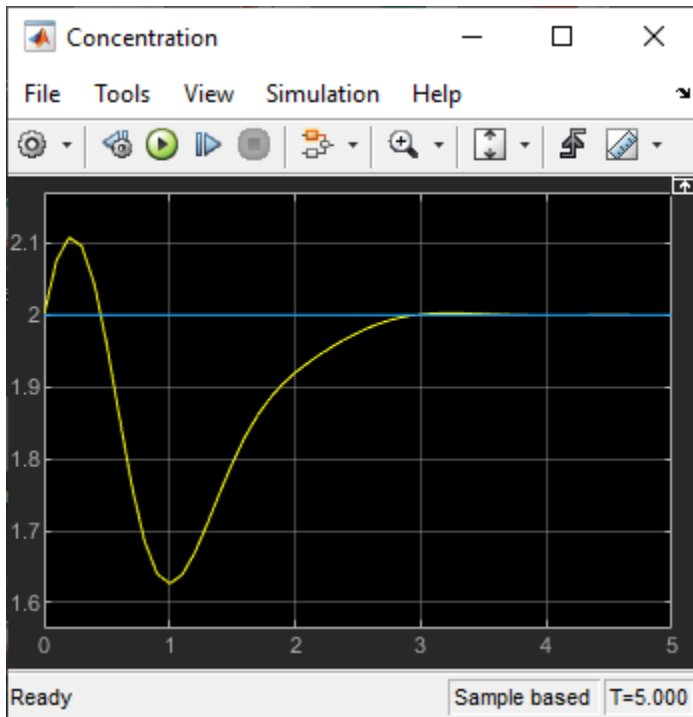 Concentration
File Tools View Simulation Help
2.1
2
1.9
1.8
1.7
1.6
0 1 2 3 4 5
Ready Sample based T=5.000